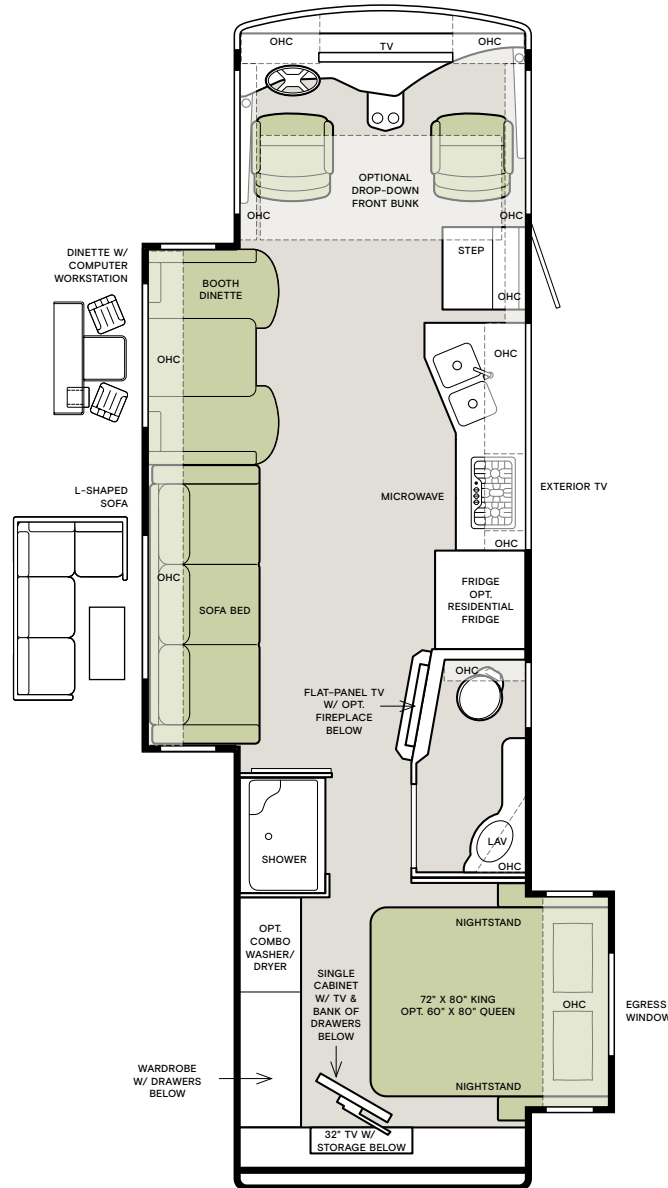 OHC
TV
OHC
OPTIONAL
DROP-DOWN
FRONT BUNK
OHC
OHC
STEP
OHC
DINETTE W/
COMPUTER
WORKSTATION
BOOTH
DINETTE
OHC
OHC
L-SHAPED
SOFA
MICROWAVE
EXTERIOR TV
OHC
OHC
SOFA BED
FRIDGE
OPT.
RESIDENTIAL
FRIDGE
OHC
FLAT-PANEL TV
W/ OPT.
FIREPLACE
BELOW
SHOWER
LAV
OHC
OPT.
COMBO
WASHER/
DRYER
NIGHTSTAND
SINGLE
CABINET
W/ TV &
BANK OF
DRAWERS
BELOW
72" X 80" KING
OPT. 60" X 80" QUEEN
OHC
EGRESS
WINDOW
WARDROBE
W/ DRAWERS
BELOW
NIGHTSTAND
32" TV W/
STORAGE BELOW